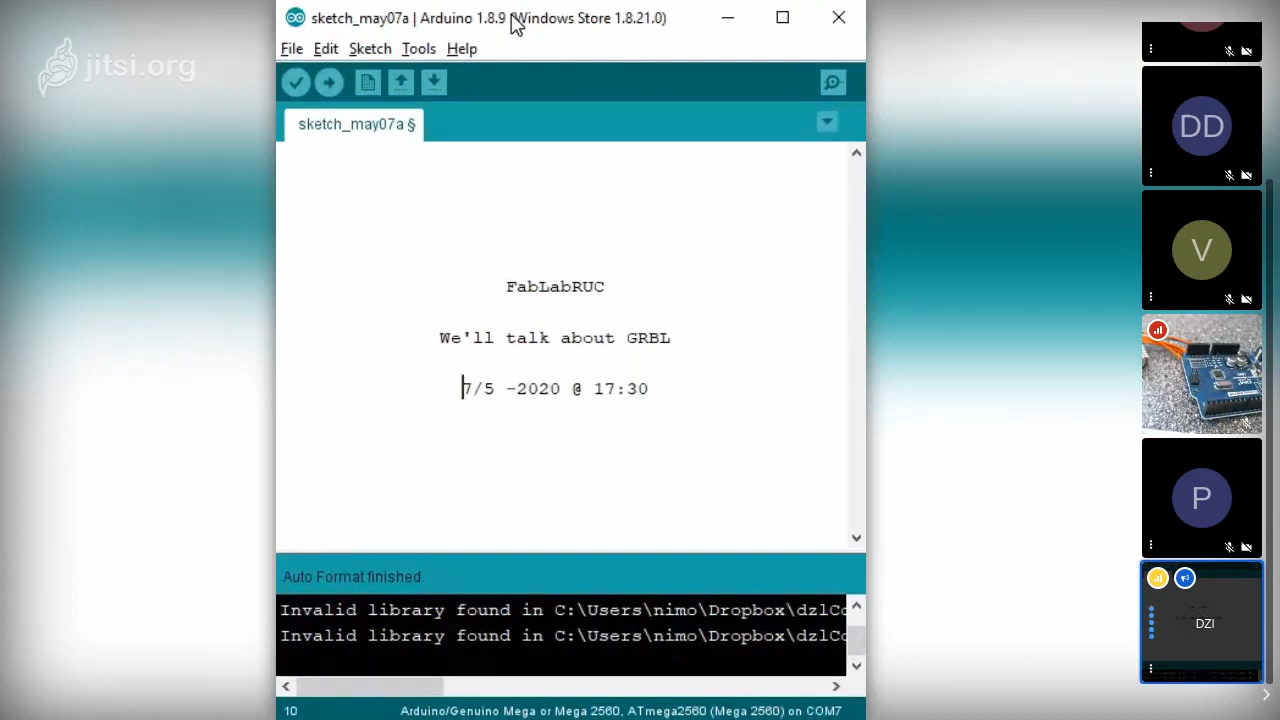 sketch_may07a | Arduino 1.8.9 (Windows Store 1.8.21.0)
jitsi.org
File Edit Sketch Tools Help
sketch_may07a §
DD
V
FabLabRUC
We'll talk about GRBL
7/5 -2020 @ 17:30
P
Auto Format finished.
DZl
Invalid library found in C:\Users\nimo\Dropbox\dzlCo
Invalid library found in C:\Users\nimo\Dropbox\dzlCo
10
Arduino/Genuino Mega or Mega 2560, ATmega2560 (Mega 2560) on COM7